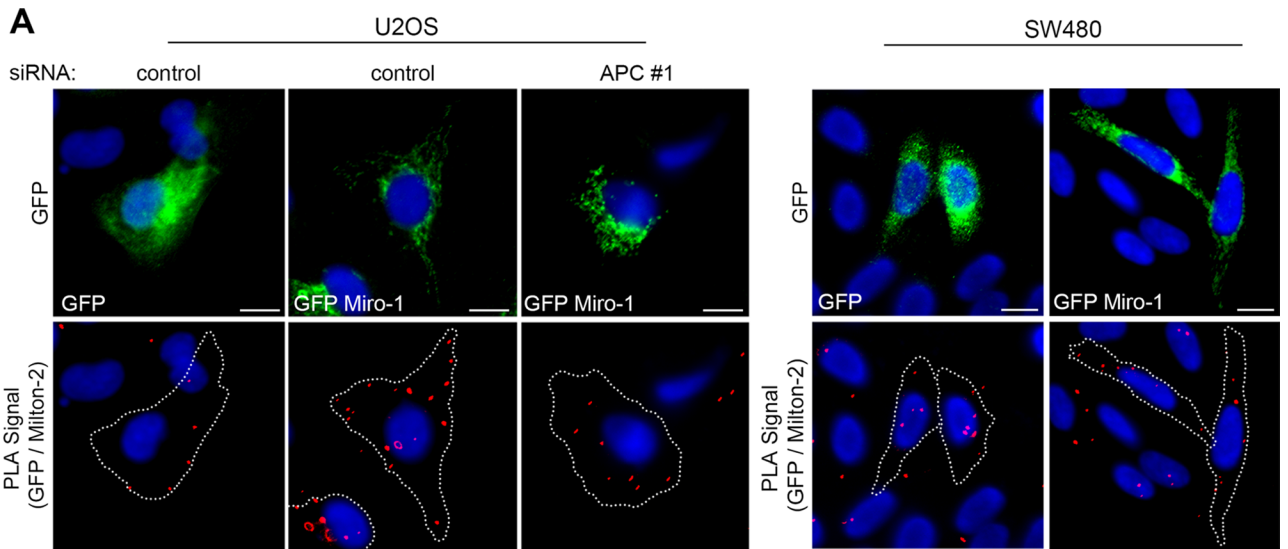 A
U2OS
SW480
siRNA:
control
control
APC #1
GFP
GFP
GFP
GFP Miro-1
GFP Miro-1
GFP
GFP Miro-1
PLA Signal
(GFP / Milton-2)
PLA Signal
(GFP / Milton-2)